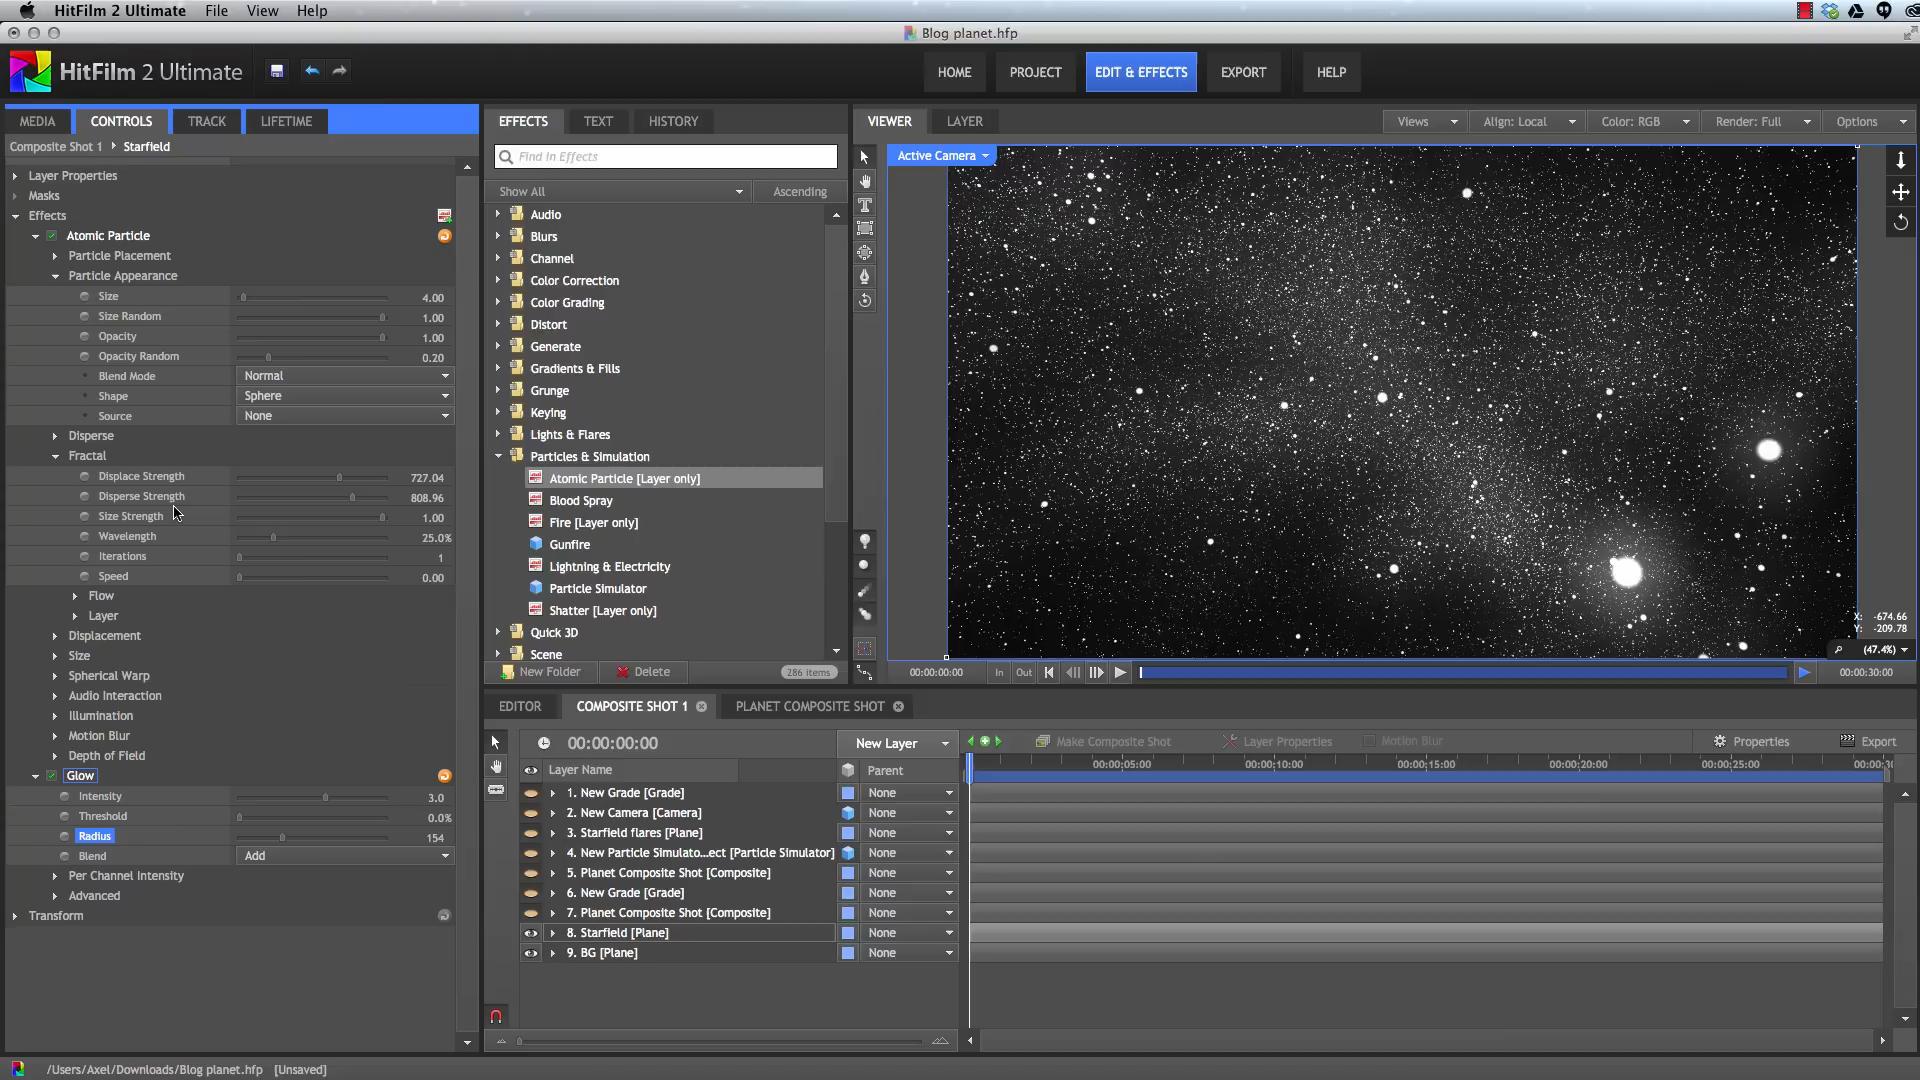 HitFilm 2 Ultimate File View Help
Blog planet.hfp
HitFilm 2 Ultimate
HOME PROJECT EDIT & EFFECTS EXPORT HELP
MEDIA CONTROLS TRACK LIFETIME
Composite Shot 1 Starfield
Layer Properties
Masks
Effects
Atomic Particle
Particle Placement
Particle Appearance
Size 4.00
Size Random 1.00
Opacity 1.00
Opacity Random 0.20
Blend Mode Normal
Shape Sphere
Source None
Disperse
Fractal
Displace Strength 727.04
Disperse Strength 808.96
Size Strength 1.00
Wavelength 25.0%
Iterations 1
Speed 0.00
Flow
Layer
Displacement
Size
Spherical Warp
Audio Interaction
Illumination
Motion Blur
Depth of Field
Glow
Intensity 3.0
Threshold 0.0%
Radius 154
Blend Add
Per Channel Intensity
Advanced
Transform
EFFECTS TEXT HISTORY
Find in Effects
Show All Ascending
Audio
Blurs
Channel
Color Correction
Color Grading
Distort
Generate
Gradients & Fills
Grunge
Keying
Lights & Flares
Particles & Simulation
Atomic Particle [Layer only]
Blood Spray
Fire [Layer only]
Gunfire
Lightning & Electricity
Particle Simulator
Shatter [Layer only]
Quick 3D
Scene
New Folder Delete 286 items
VIEWER LAYER Views Align: Local Color: RGB Render: Full Options
Active Camera
X: -674.66
Y: -209.78
(47.4%)
00:00:00:00 In Out 00:00:30:00
EDITOR COMPOSITE SHOT 1 PLANET COMPOSITE SHOT
00:00:00:00 New Layer Make Composite Shot Layer Properties Motion Blur Properties Export
Layer Name Parent 00:00:05:00 00:00:10:00 00:00:15:00 00:00:20:00 00:00:25:00
1. New Grade [Grade] None
2. New Camera [Camera] None
3. Starfield flares [Plane] None
4. New Particle Simulato...ect [Particle Simulator] None
5. Planet Composite Shot [Composite] None
6. New Grade [Grade] None
7. Planet Composite Shot [Composite] None
8. Starfield [Plane] None
9. BG [Plane] None
/Users/Axel/Downloads/Blog planet.hfp [Unsaved]